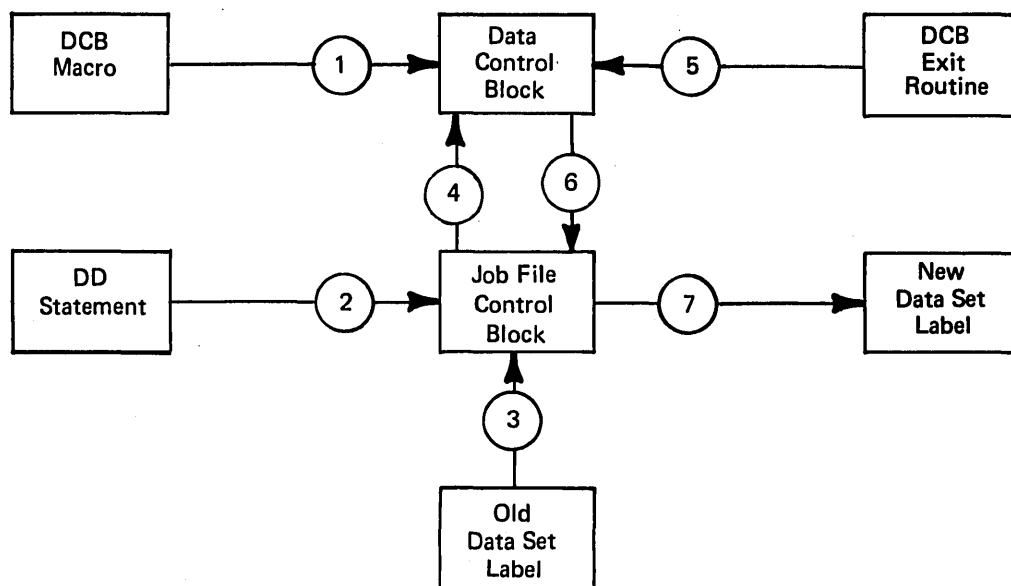 DCB
Macro
1
Data
Control
Block
5
DCB
Exit
Routine
4
6
DD
Statement
2
Job File
Control
Block
7
New
Data Set
Label
3
Old
Data Set
Label